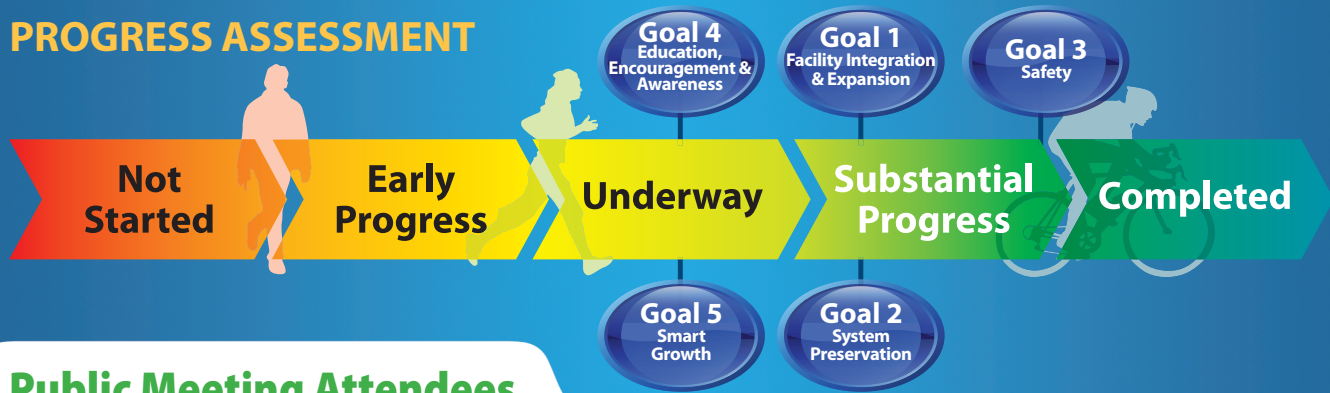 PROGRESS ASSESSMENT
Goal 4
Education,
Encouragement &
Awareness
Goal 1
Facility Integration
& Expansion
Goal 3
Safety
Not
Started
Early
Progress
Underway
Substantial
Progress
Completed
Goal 5
Smart
Growth
Goal 2
System
Preservation
Public Meeting Attendees